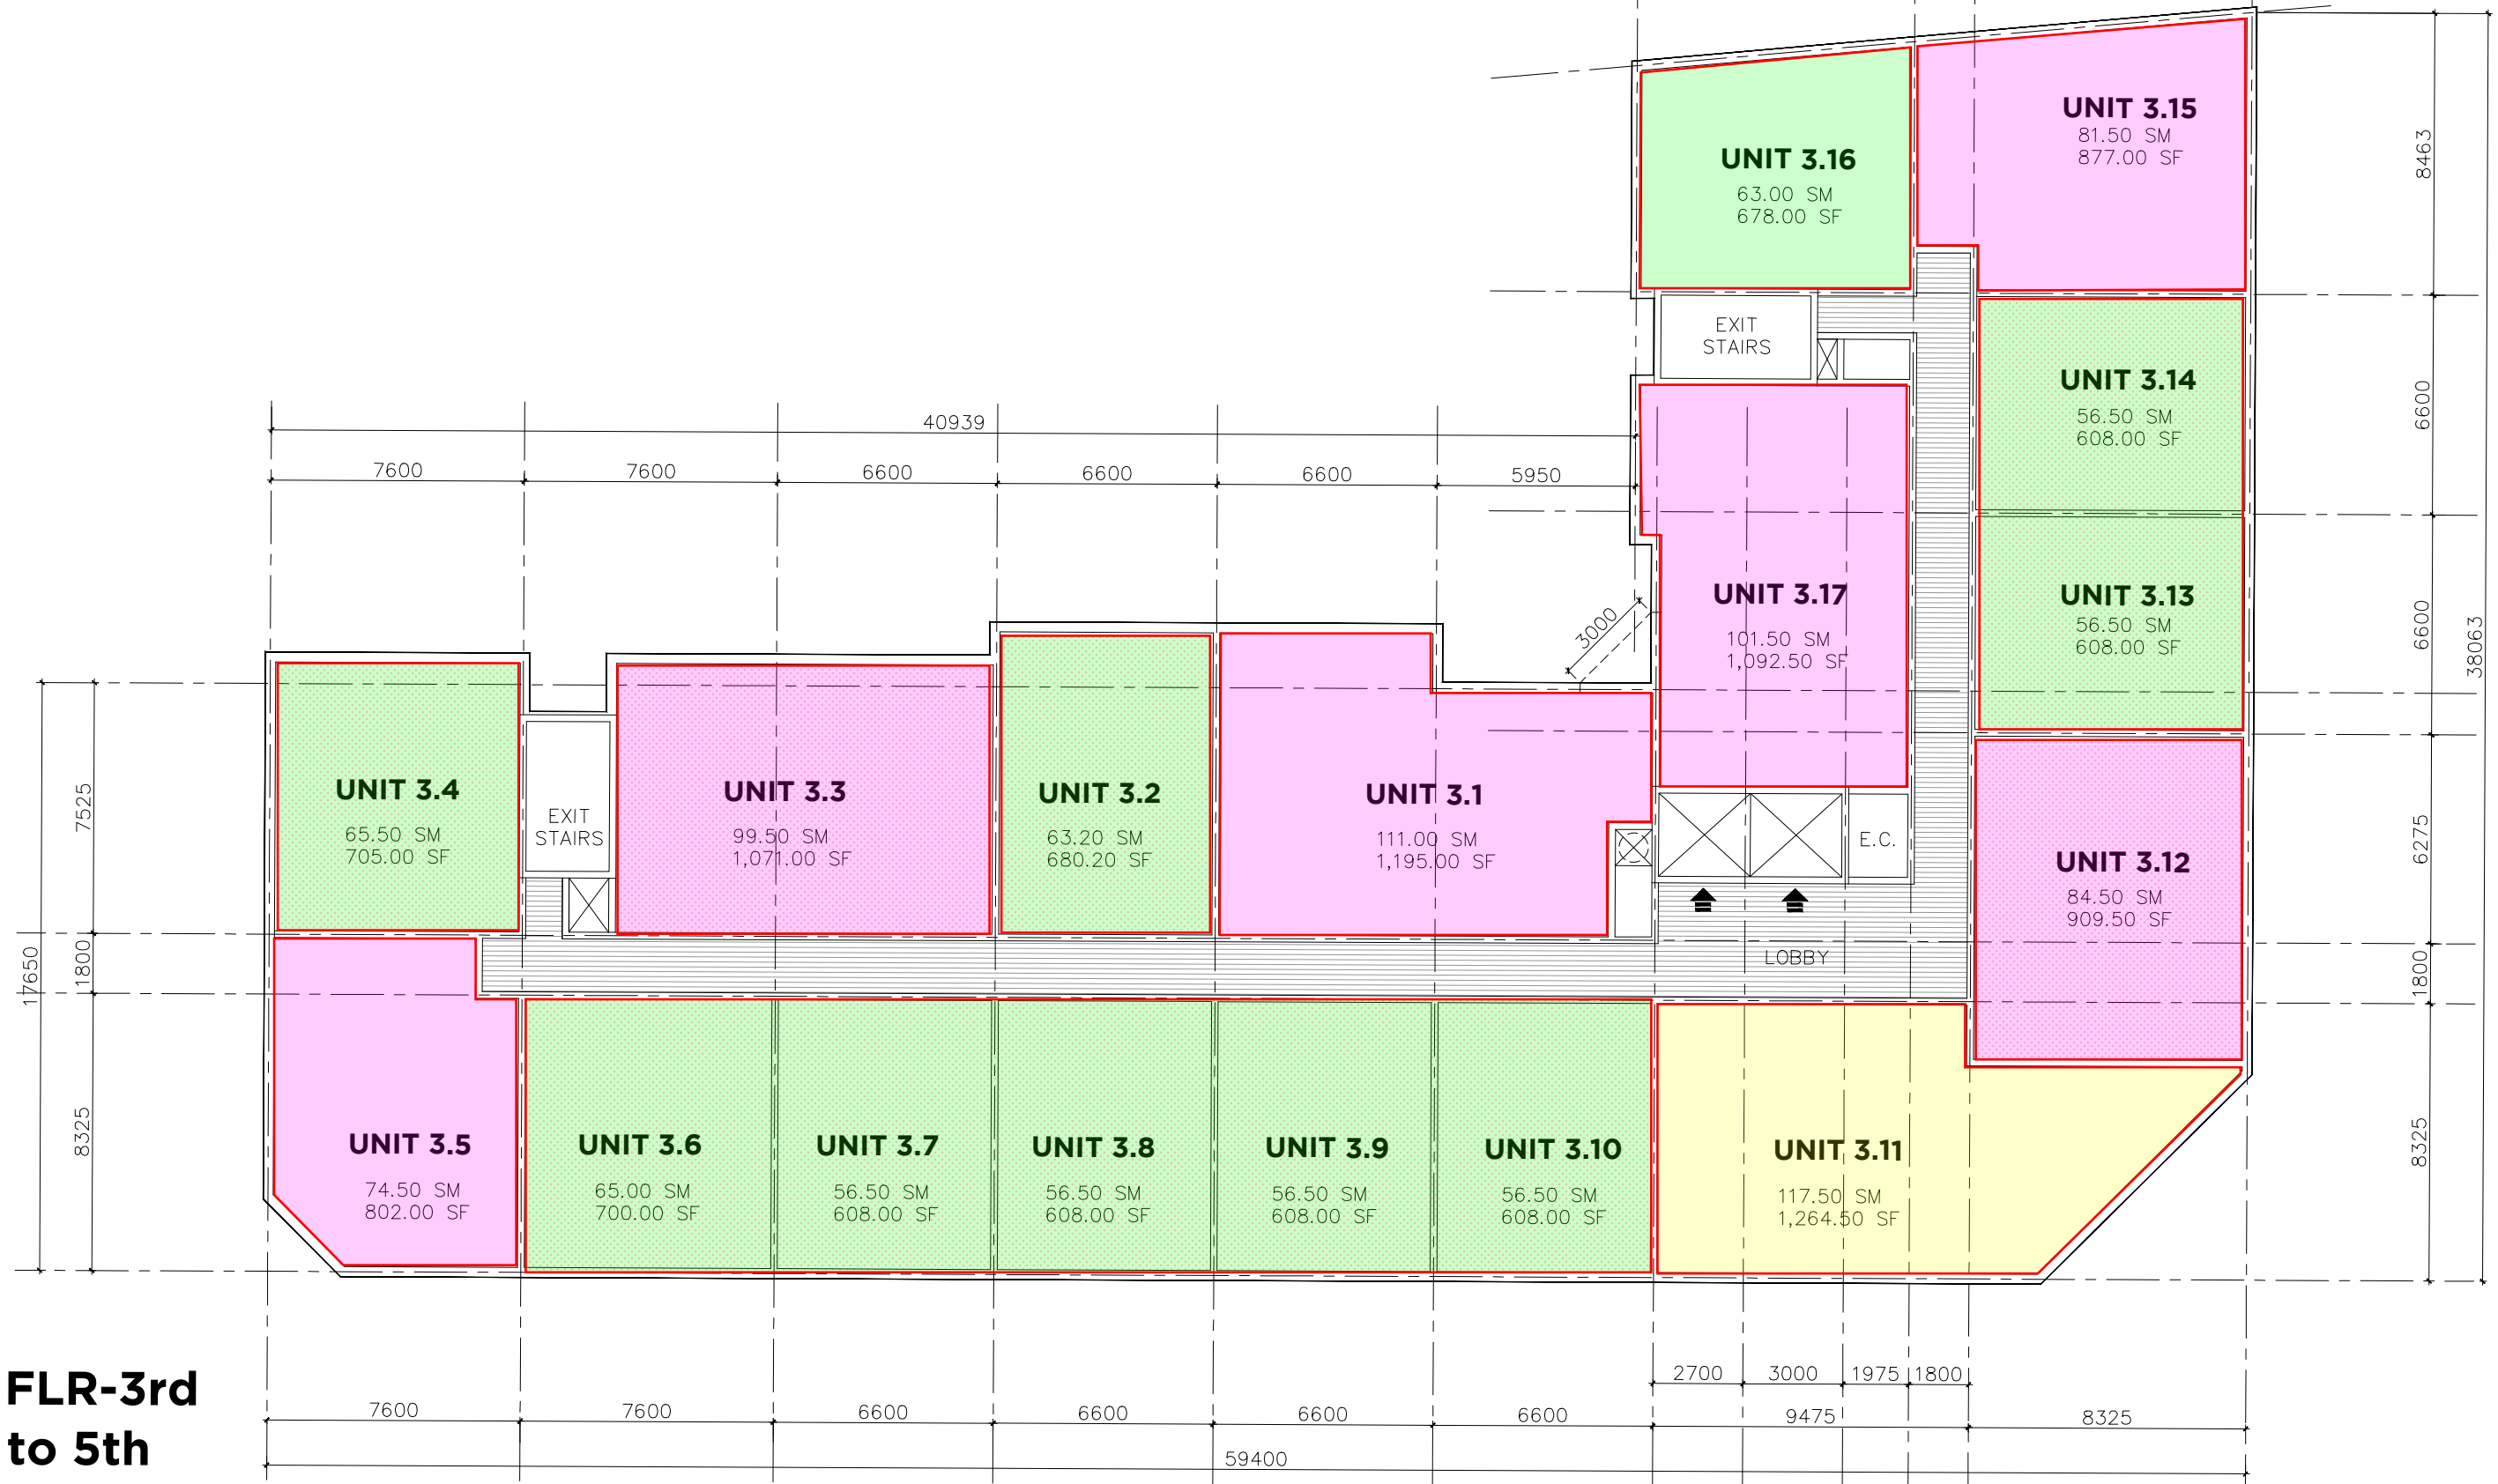 UNIT 3.15
81.50 SM
877.00 SF
UNIT 3.16
63.00 SM
678.00 SF
8463
EXIT
STAIRS
UNIT 3.14
56.50 SM
608.00 SF
6600
40939
7600
7600
6600
6600
6600
5950
UNIT 3.17
101.50 SM
1,092.50 SF
3000
UNIT 3.13
56.50 SM
608.00 SF
6600
38063
UNIT 3.4
65.50 SM
705.00 SF
EXIT
STAIRS
UNIT 3.3
99.50 SM
1,071.00 SF
UNIT 3.2
63.20 SM
680.20 SF
UNIT 3.1
111.00 SM
1,195.00 SF
E.C.
UNIT 3.12
84.50 SM
909.50 SF
6275
7525
17650
1800
LOBBY
1800
8325
UNIT 3.5
74.50 SM
802.00 SF
UNIT 3.6
65.00 SM
700.00 SF
UNIT 3.7
56.50 SM
608.00 SF
UNIT 3.8
56.50 SM
608.00 SF
UNIT 3.9
56.50 SM
608.00 SF
UNIT 3.10
56.50 SM
608.00 SF
UNIT 3.11
117.50 SM
1,264.50 SF
8325
2700
3000
1975
1800
7600
7600
6600
6600
6600
6600
9475
8325
59400
FLR-3rd
to 5th